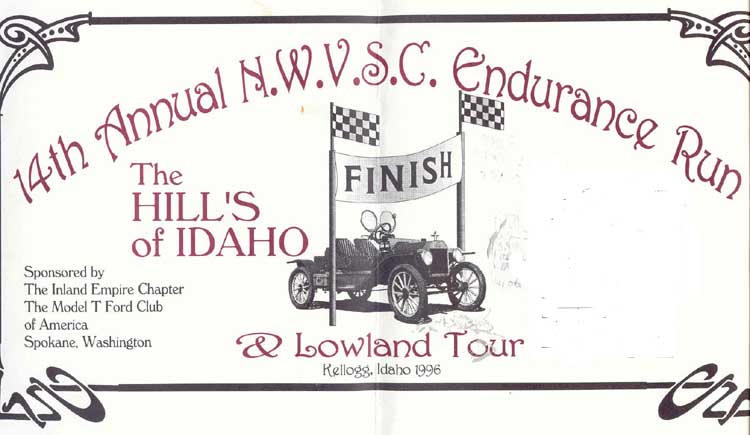 14th Annual N.W.V.S.C. Endurance Run
The
HILL'S
of IDAHO
FINISH
Sponsored by
The Inland Empire Chapter
The Model T Ford Club
of America
Spokane, Washington
& Lowland Tour
Kellogg, Idaho 1996